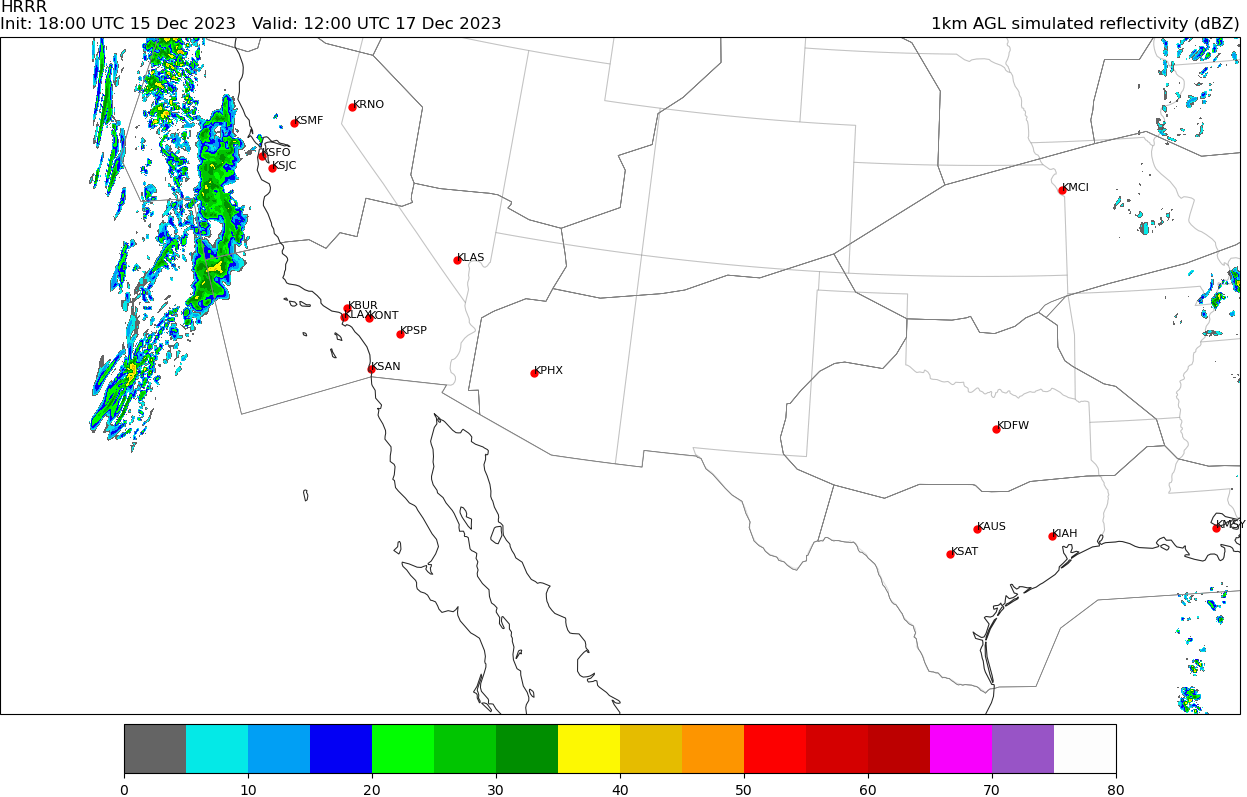 HRRR
Init: 18:00 UTC 15 Dec 2023   Valid: 12:00 UTC 17 Dec 2023
1km AGL simulated reflectivity (dBZ)
KRNO
KSMF
KSFO
KSJC
KMCI
KLAS
KBUR
KLAX
KONT
KPSP
KSAN
KPHX
KDFW
KAUS
KIAH
KSAT
KMSY
0 10 20 30 40 50 60 70 80